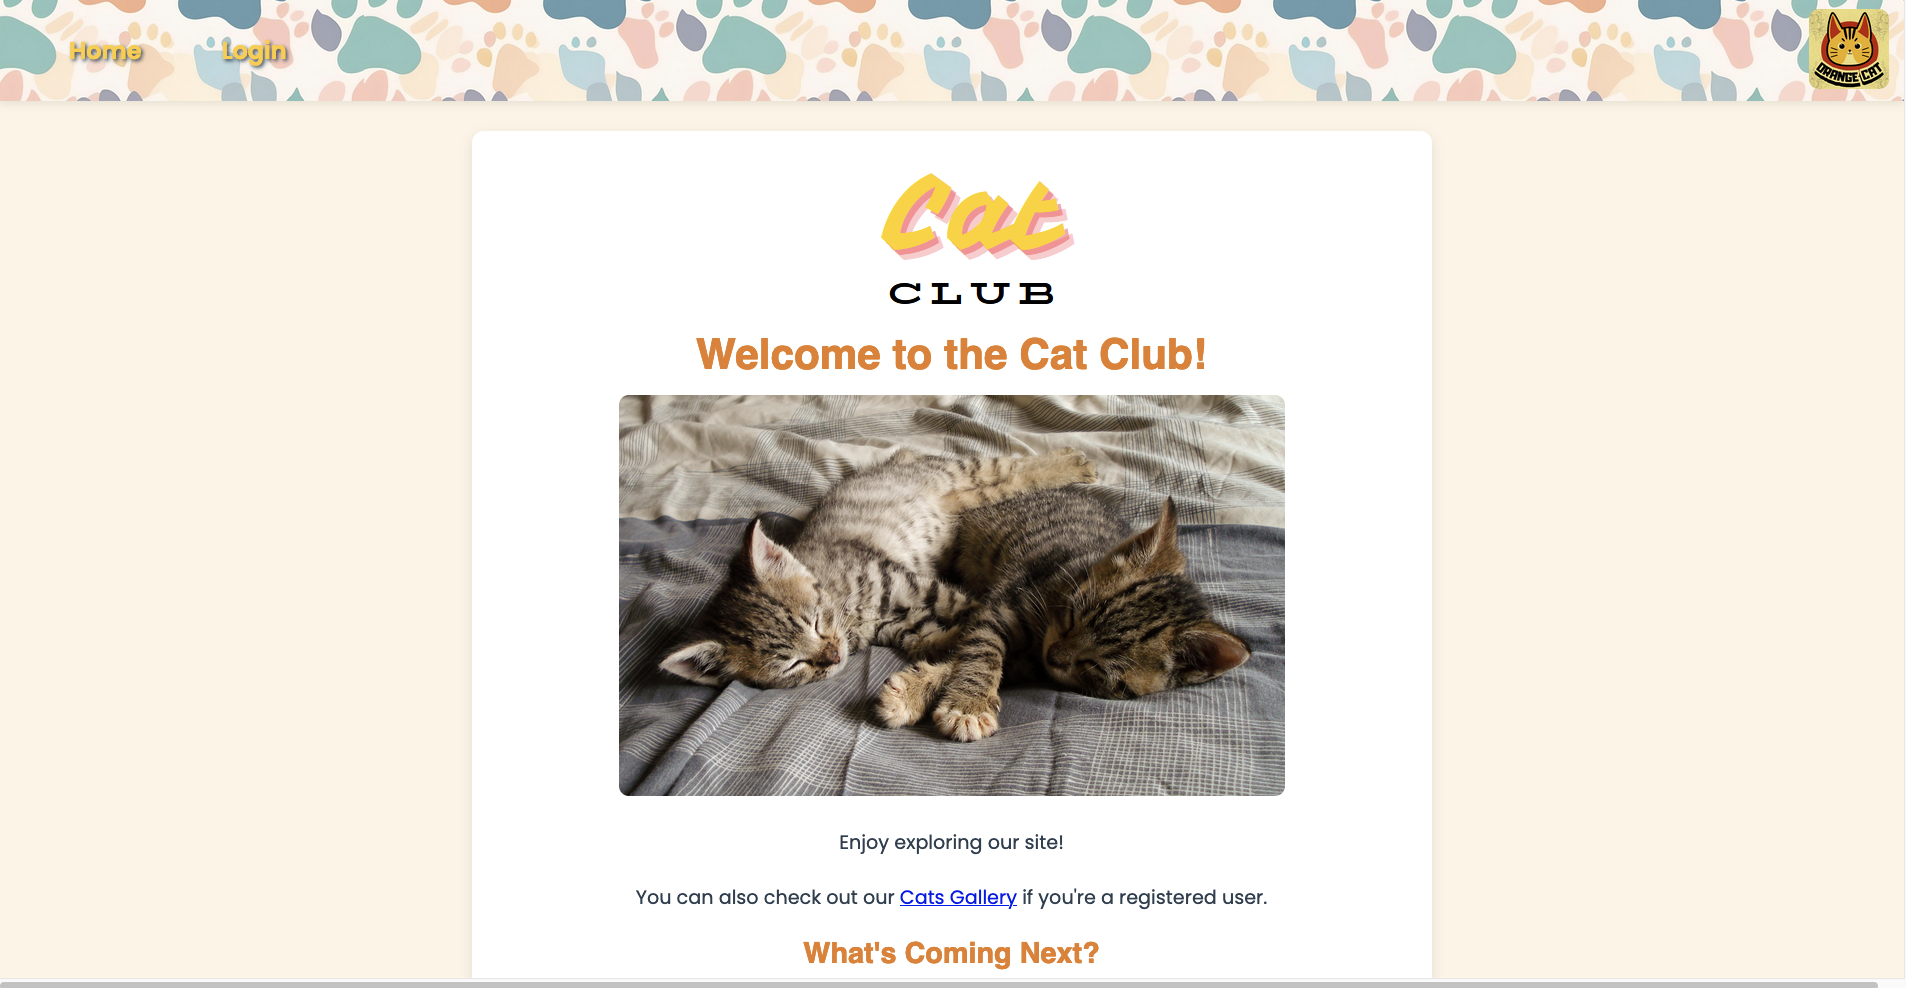 Home
Login
ORANGE CAT
Cat
CLUB
Welcome to the Cat Club!
Enjoy exploring our site!
You can also check out our Cats Gallery if you're a registered user.
What's Coming Next?